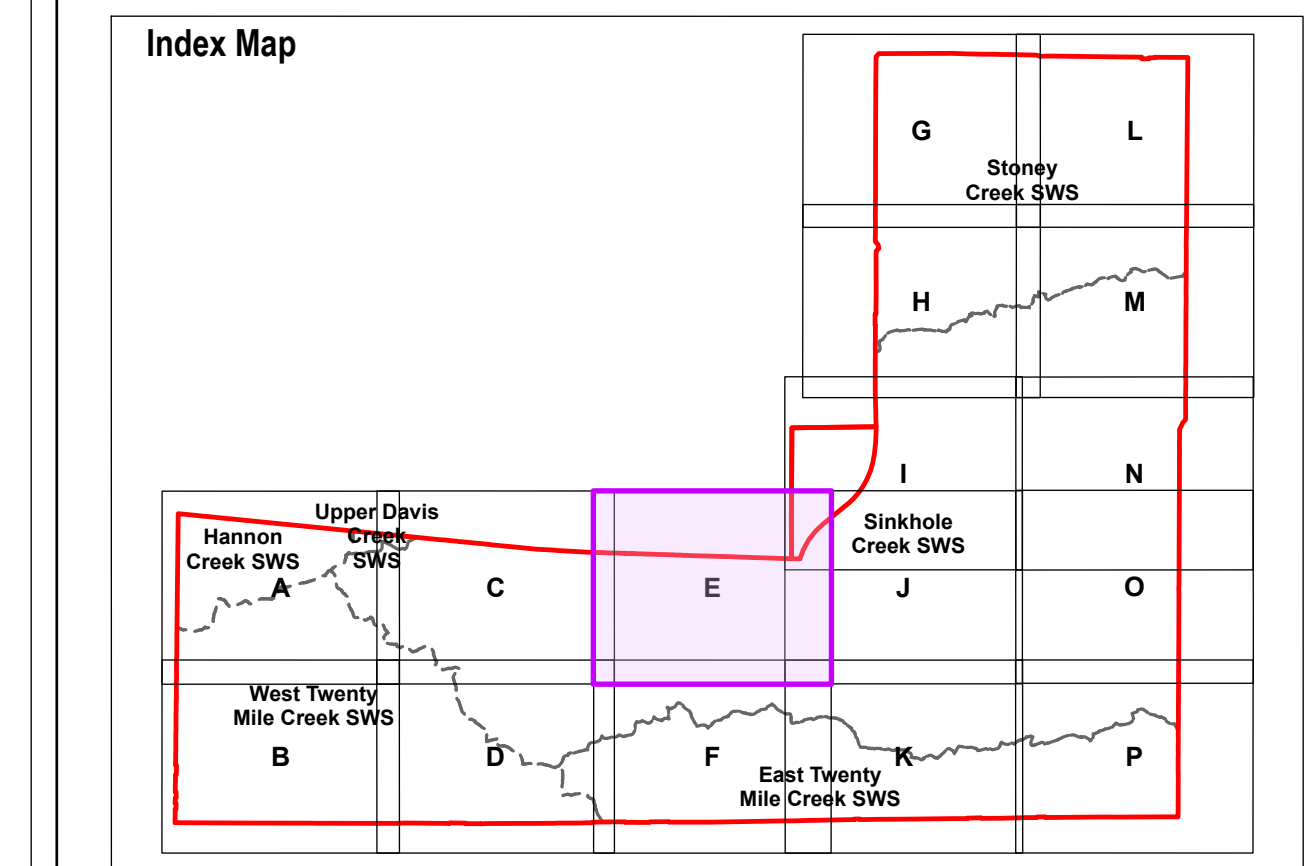 Index Map
G
L
Stoney
Creek SWS
H
M
I
N
Upper Davis
Creek
SWS
Hannon
Creek SWS
Sinkhole
Creek SWS
A
C
E
J
O
West Twenty
Mile Creek SWS
B
D
F
K
P
East Twenty
Mile Creek SWS